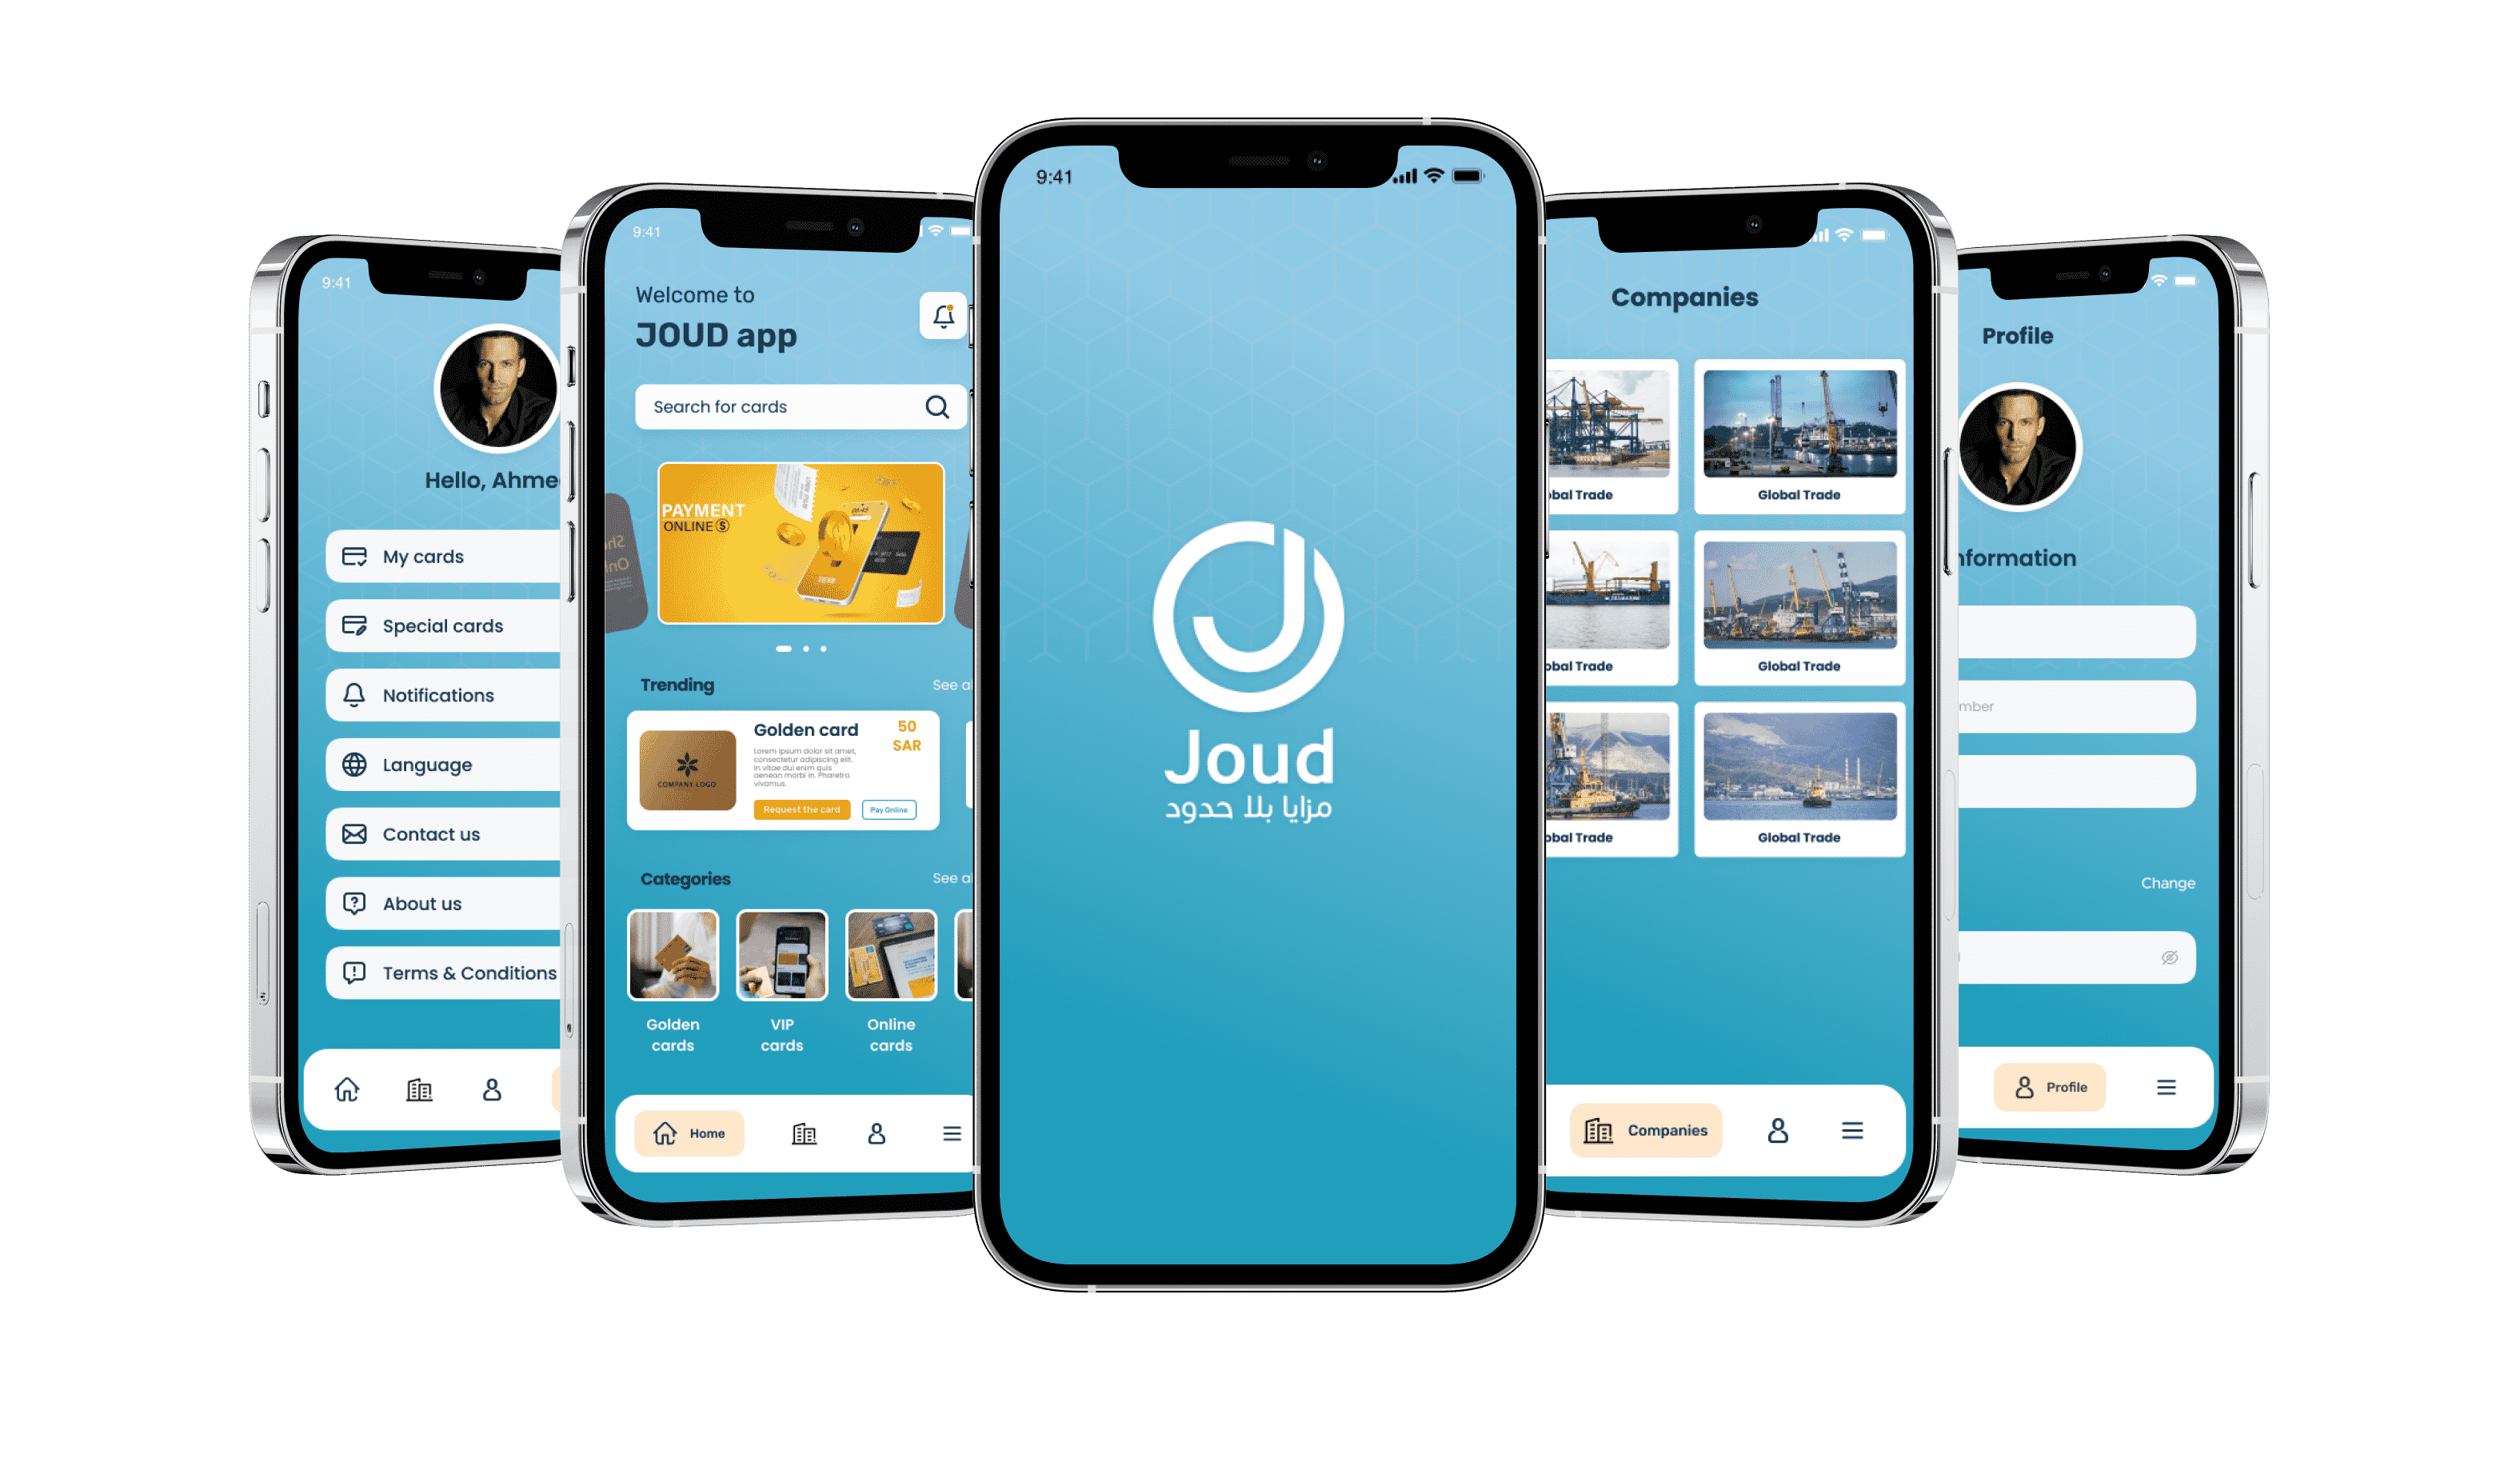 9:41
Hello, Ahme
My cards
Special cards
Notifications
Language
Contact us
About us
Terms & Conditions
9:41
Welcome to
JOUD app
Search for cards
PAYMENT
ONLINE $
Trending
See al
Golden card
50
SAR
Lorem ipsum dolor sit amet,
consectetur adipiscing elit.
In vitae dui enim quis
aenean morbi in. Pharetra
vivamus.
COMPANY LOGO
Request the card
Pay Online
Categories
See al
Golden
cards
VIP
cards
Online
cards
Home
9:41
Joud
مزايا بلا حدود
Companies
bal Trade
Global Trade
obal Trade
Global Trade
obal Trade
Global Trade
Companies
Profile
nformation
mber
Change
Profile